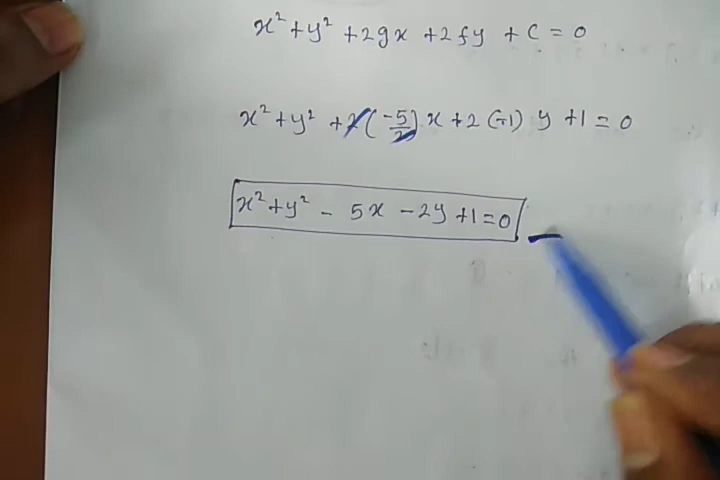 x² + y² + 2gx + 2fy + c = 0
x² + y² + 2(-5/2) x + 2 (-1) y + 1 = 0
x² + y² - 5x - 2y + 1 = 0